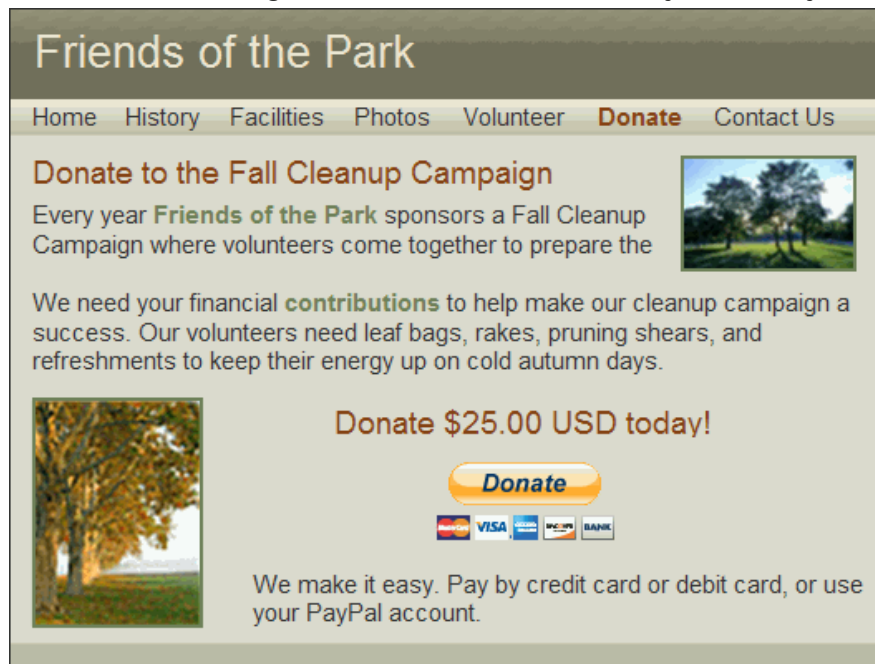 Friends of the Park
Home History Facilities Photos Volunteer Donate Contact Us
Donate to the Fall Cleanup Campaign
Every year Friends of the Park sponsors a Fall Cleanup
Campaign where volunteers come together to prepare the
We need your financial contributions to help make our cleanup campaign a
success. Our volunteers need leaf bags, rakes, pruning shears, and
refreshments to keep their energy up on cold autumn days.
Donate $25.00 USD today!
Donate
VISA BANK
We make it easy. Pay by credit card or debit card, or use
your PayPal account.